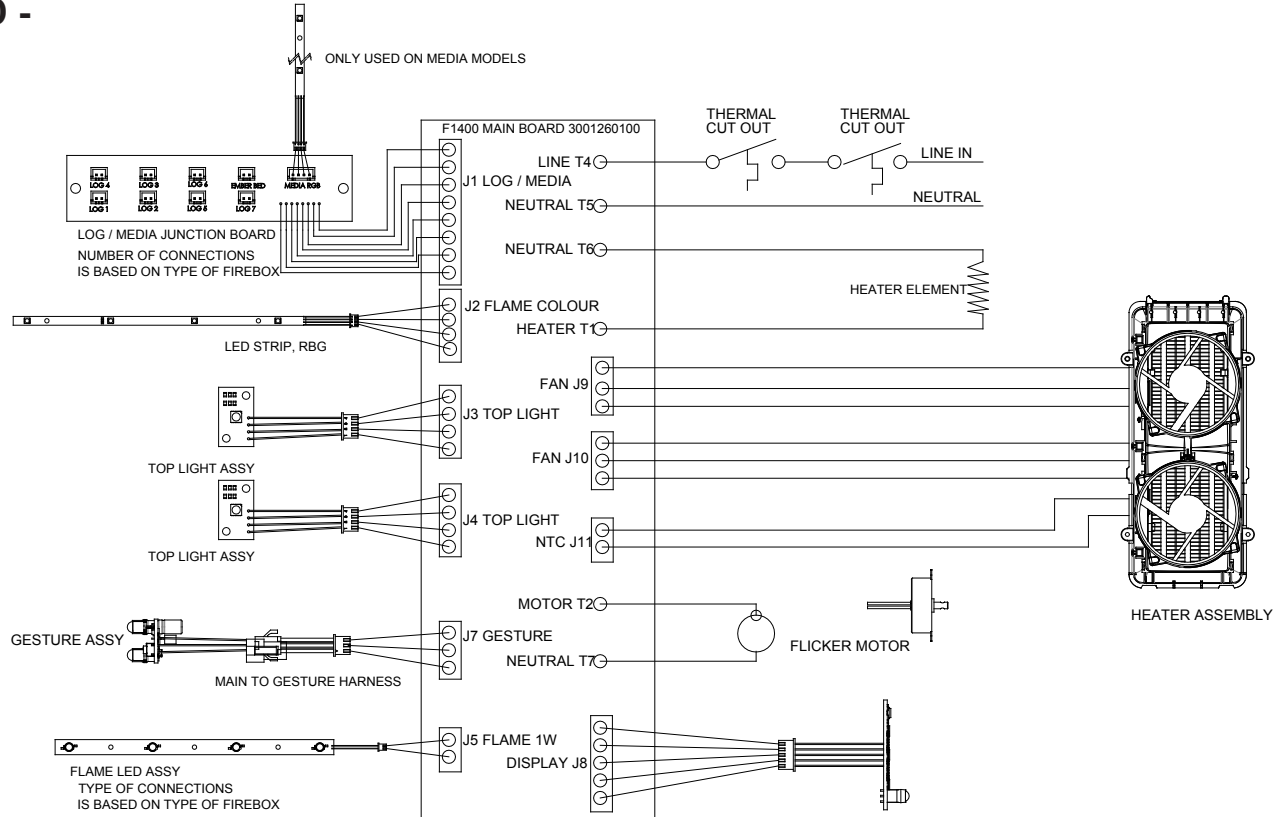 ) -
ONLY USED ON MEDIA MODELS
F1400 MAIN BOARD 3001260100
LOG 4
LOG 3
LOG 6
EMBER BED
MEDIA RGB
LOG 1
LOG 2
LOG 5
LOG 7
LOG / MEDIA JUNCTION BOARD
NUMBER OF CONNECTIONS
IS BASED ON TYPE OF FIREBOX
J1 LOG / MEDIA
LINE T4
THERMAL
CUT OUT
THERMAL
CUT OUT
LINE IN
NEUTRAL T5
NEUTRAL
NEUTRAL T6
HEATER ELEMENT
J2 FLAME COLOUR
HEATER T1
LED STRIP, RBG
FAN J9
J3 TOP LIGHT
TOP LIGHT ASSY
FAN J10
J4 TOP LIGHT
NTC J11
TOP LIGHT ASSY
MOTOR T2
HEATER ASSEMBLY
GESTURE ASSY
J7 GESTURE
FLICKER MOTOR
NEUTRAL T7
MAIN TO GESTURE HARNESS
J5 FLAME 1W
DISPLAY J8
FLAME LED ASSY
TYPE OF CONNECTIONS
IS BASED ON TYPE OF FIREBOX